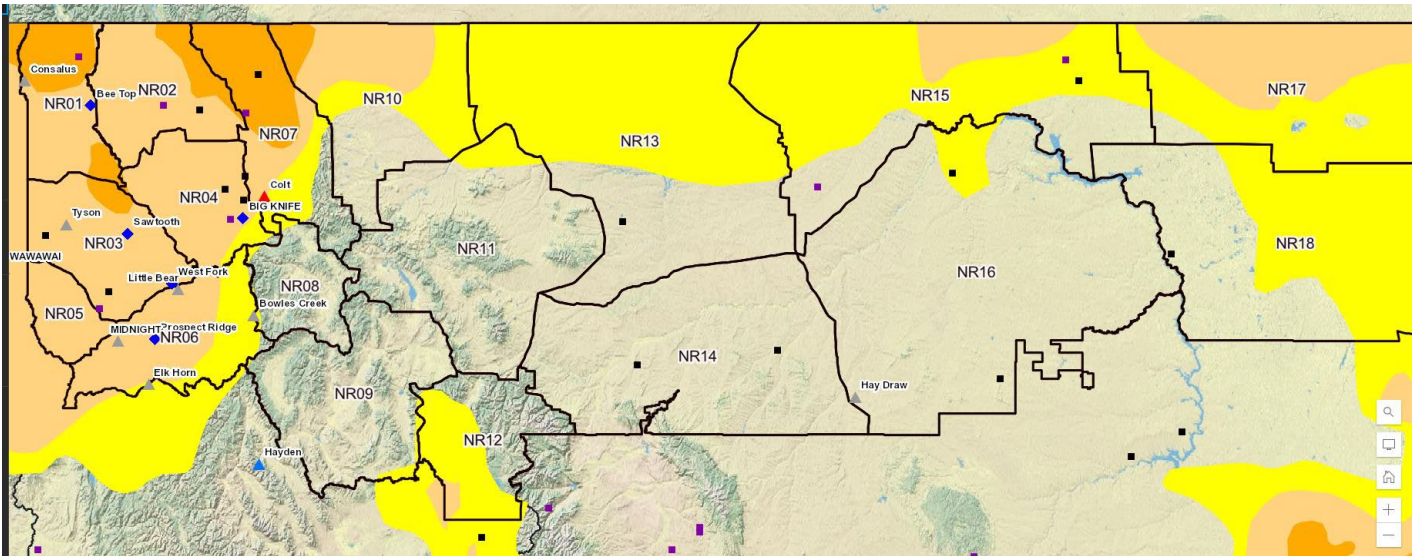 Consalus
NR01
Bee Top
NR02
NR10
NR15
NR17
NR07
NR13
NR04
Colt
BIG KNIFE
Tyson
Sawtooth
NR03
WAWAWAI
NR11
NR18
NR16
Little Bear
West Fork
NR08
Bowles Creek
NR05
MIDNIGHT
Prospect Ridge
NR06
NR14
Elk Horn
NR09
Hay Draw
NR12
Hayden